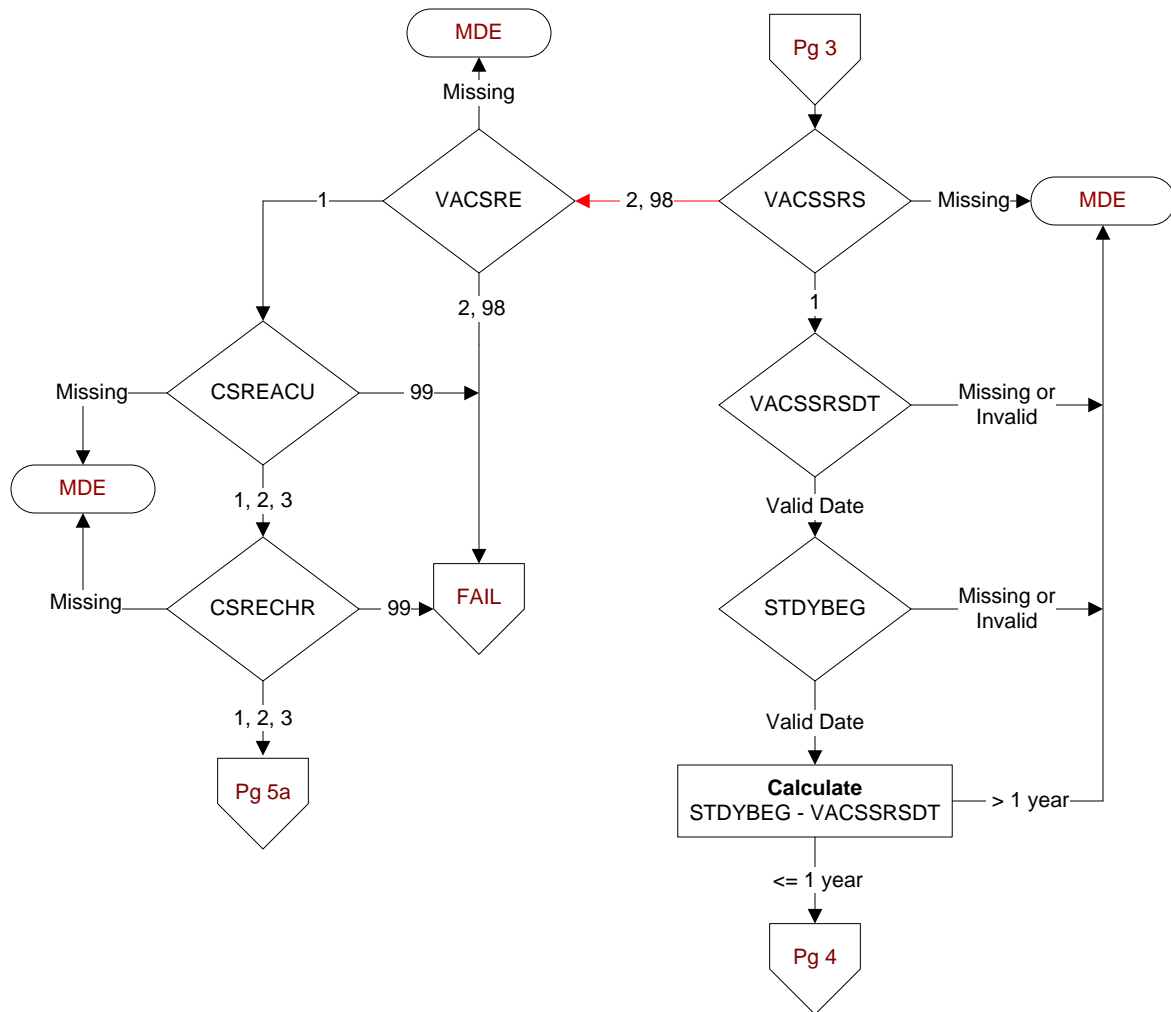 MDE
Pg 3
Missing
VACSRE
1
2, 98
VACSSRS
Missing
MDE
2, 98
1
CSREACU
Missing
99
VACSSRSDT
Missing or
Invalid
MDE
1, 2, 3
Valid Date
CSRECHR
Missing
99
FAIL
STDYBEG
Missing or
Invalid
1, 2, 3
Valid Date
Pg 5a
Calculate
STDYBEG - VACSSRSDT
> 1 year
<= 1 year
Pg 4